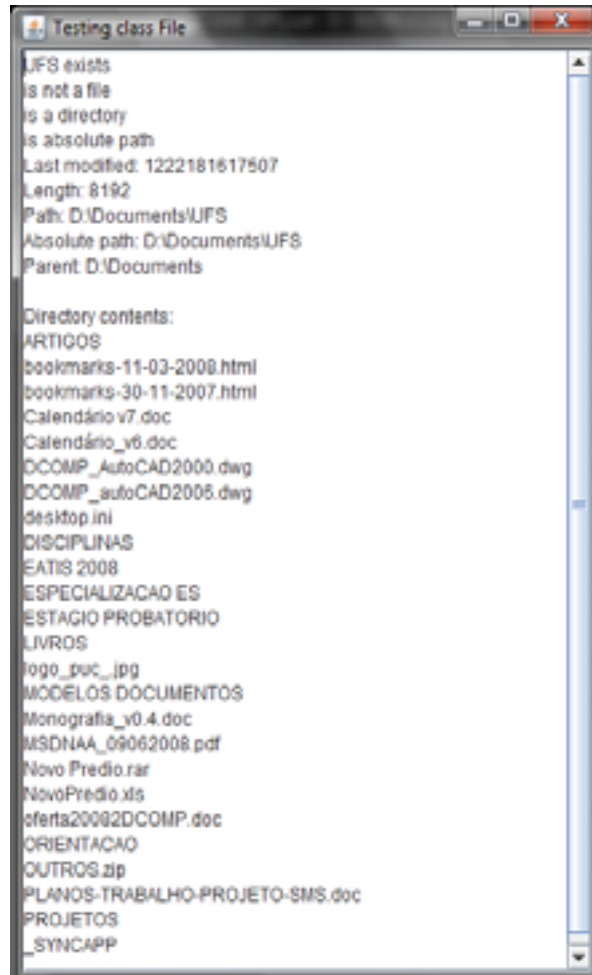 Testing class File
UFS exists
is not a file
is a directory
is absolute path
Last modified: 1222181617507
Length: 8192
Path: D:\Documents\UFS
Absolute path: D:\Documents\UFS
Parent: D:\Documents
Directory contents:
ARTIGOS
bookmarks-11-03-2008.html
bookmarks-30-11-2007.html
Calendário v7.doc
Calendário_v6.doc
DCOMP_AutoCAD2000.dwg
DCOMP_autoCAD2006.dwg
desktop.ini
DISCIPLINAS
EATIS 2008
ESPECIALIZACAO ES
ESTAGIO PROBATORIO
LIVROS
logo_puc_.jpg
MODELOS DOCUMENTOS
Monografia_v0.4.doc
MSDNAA_09062008.pdf
Novo Predio.rar
NovoPredio.xls
oferta20082DCOMP.doc
ORIENTACAO
OUTROS.zip
PLANOS-TRABALHO-PROJETO-SMS.doc
PROJETOS
_SYNCAPP